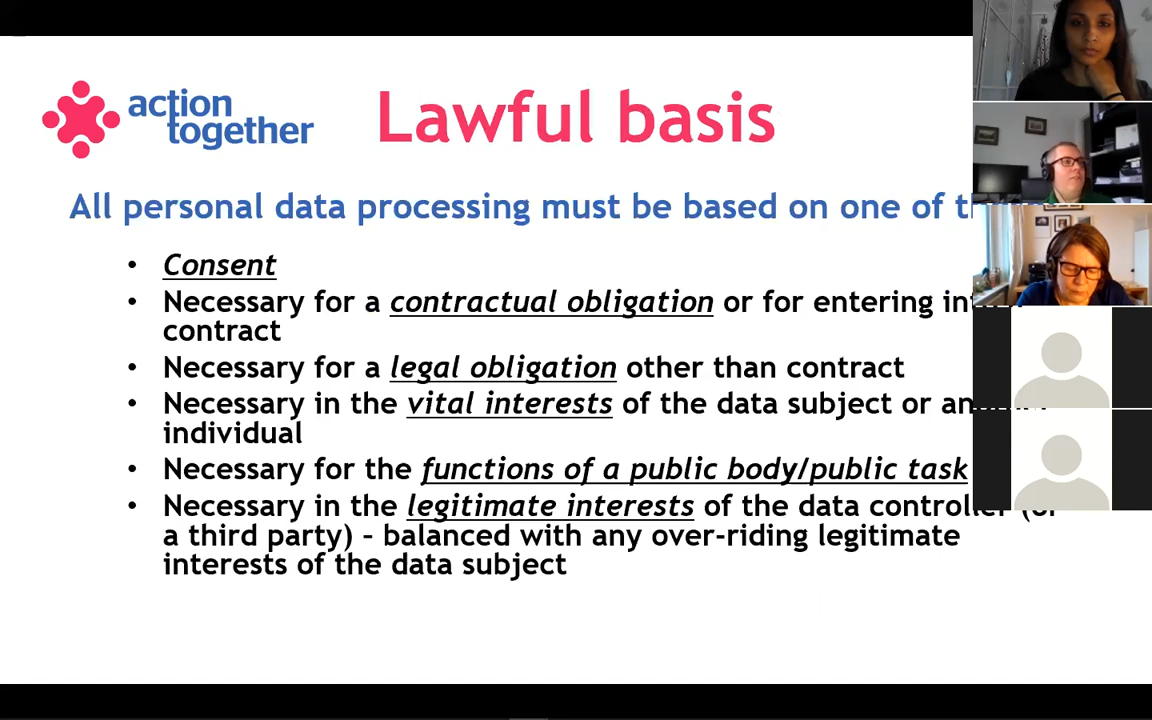 action
together
Lawful basis
All personal data processing must be based on one of
• Consent
• Necessary for a contractual obligation or for entering
contract
• Necessary for a legal obligation other than contract
• Necessary in the vital interests of the data subject or
individual
• Necessary for the functions of a public body/public task
• Necessary in the legitimate interests of the data controller (or
a third party) – balanced with any over-riding legitimate
interests of the data subject